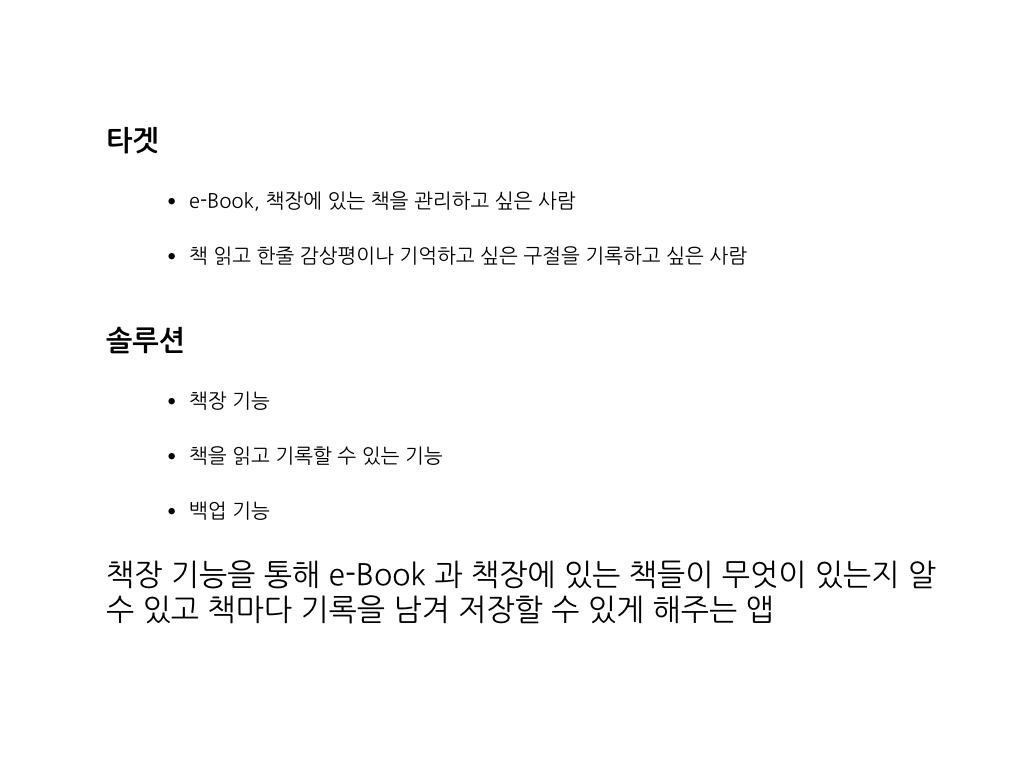 타겟
• e-Book, 책장에 있는 책을 관리하고 싶은 사람
• 책 읽고 한줄 감상평이나 기억하고 싶은 구절을 기록하고 싶은 사람
솔루션
• 책장 기능
• 책을 읽고 기록할 수 있는 기능
• 백업 기능
책장 기능을 통해 e-Book 과 책장에 있는 책들이 무엇이 있는지 알
수 있고 책마다 기록을 남겨 저장할 수 있게 해주는 앱